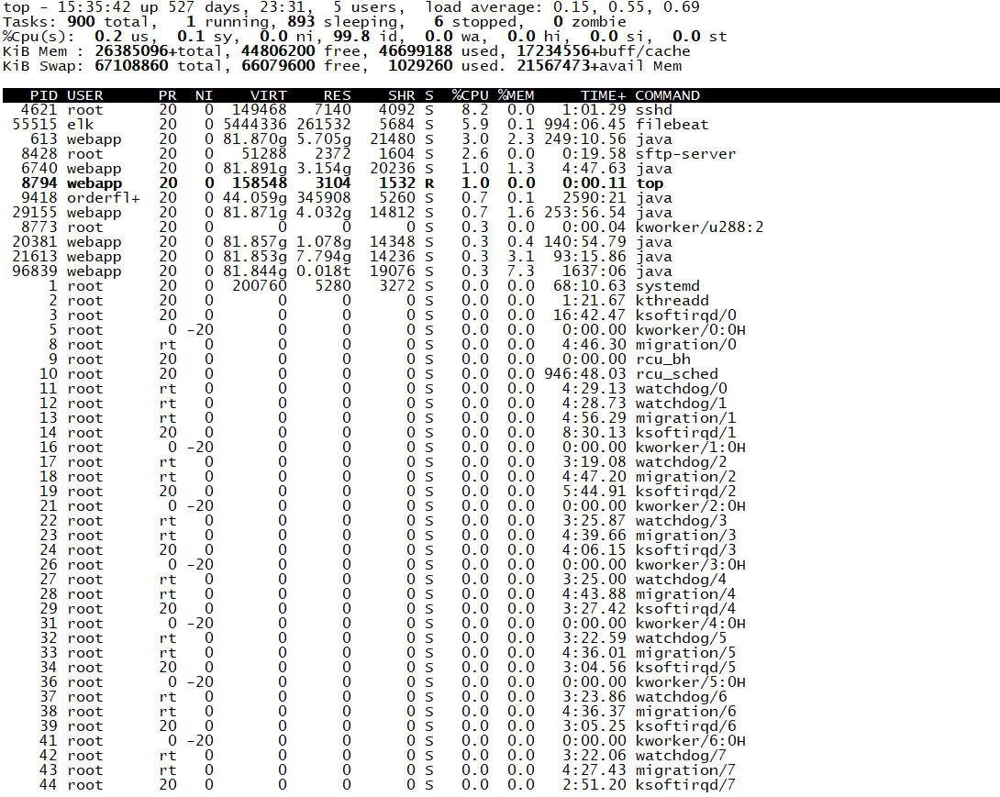 top - 15:35:42 up 527 days, 23:31,  5 users,  load average: 0.15, 0.55, 0.69
Tasks: 900 total,   1 running, 893 sleeping,   6 stopped,   0 zombie
%Cpu(s):  0.2 us,  0.1 sy,  0.0 ni, 99.8 id,  0.0 wa,  0.0 hi,  0.0 si,  0.0 st
KiB Mem : 26385096+total, 44806200 free, 46699188 used, 17234556+buff/cache
KiB Swap: 67108860 total, 66079600 free,  1029260 used. 21567473+avail Mem
PID USER      PR  NI    VIRT    RES    SHR S  %CPU %MEM     TIME+ COMMAND
4621 root      20   0  149468   7140   4092 S   8.2  0.0   1:01.29 sshd
55515 elk       20   0 5444336 261532   5684 S   5.9  0.1 994:06.45 filebeat
613 webapp    20   0 81.870g 5.705g  21480 S   3.0  2.3 249:10.56 java
8428 root      20   0   51288   2372   1604 S   2.6  0.0   0:19.58 sftp-server
6740 webapp    20   0 81.891g 3.154g  20236 S   1.0  1.3   4:47.63 java
8794 webapp    20   0  158548   3104   1532 R   1.0  0.0   0:00.11 top
9418 orderfl+  20   0 44.059g 345908   5260 S   0.7  0.1   2590:21 java
29155 webapp    20   0 81.871g 4.032g  14812 S   0.7  1.6 253:56.54 java
8773 root      20   0       0      0      0 S   0.3  0.0   0:00.04 kworker/u288:2
20381 webapp    20   0 81.857g 1.078g  14348 S   0.3  0.4 140:54.79 java
21613 webapp    20   0 81.853g 7.794g  14236 S   0.3  3.1  93:15.86 java
96839 webapp    20   0 81.844g 0.018t  19076 S   0.3  7.3   1637:06 java
1 root      20   0  200760   5280   3272 S   0.0  0.0  68:10.63 systemd
2 root      20   0       0      0      0 S   0.0  0.0   1:21.67 kthreadd
3 root      20   0       0      0      0 S   0.0  0.0  16:42.47 ksoftirqd/0
5 root       0 -20       0      0      0 S   0.0  0.0   0:00.00 kworker/0:0H
8 root      rt   0       0      0      0 S   0.0  0.0   4:46.30 migration/0
9 root      20   0       0      0      0 S   0.0  0.0   0:00.00 rcu_bh
10 root      20   0       0      0      0 S   0.0  0.0 946:48.03 rcu_sched
11 root      rt   0       0      0      0 S   0.0  0.0   4:29.13 watchdog/0
12 root      rt   0       0      0      0 S   0.0  0.0   4:28.73 watchdog/1
13 root      rt   0       0      0      0 S   0.0  0.0   4:56.29 migration/1
14 root      20   0       0      0      0 S   0.0  0.0   8:30.13 ksoftirqd/1
16 root       0 -20       0      0      0 S   0.0  0.0   0:00.00 kworker/1:0H
17 root      rt   0       0      0      0 S   0.0  0.0   3:19.08 watchdog/2
18 root      rt   0       0      0      0 S   0.0  0.0   4:47.20 migration/2
19 root      20   0       0      0      0 S   0.0  0.0   5:44.91 ksoftirqd/2
21 root       0 -20       0      0      0 S   0.0  0.0   0:00.00 kworker/2:0H
22 root      rt   0       0      0      0 S   0.0  0.0   3:25.87 watchdog/3
23 root      rt   0       0      0      0 S   0.0  0.0   4:39.66 migration/3
24 root      20   0       0      0      0 S   0.0  0.0   4:06.15 ksoftirqd/3
26 root       0 -20       0      0      0 S   0.0  0.0   0:00.00 kworker/3:0H
27 root      rt   0       0      0      0 S   0.0  0.0   3:25.00 watchdog/4
28 root      rt   0       0      0      0 S   0.0  0.0   4:43.88 migration/4
29 root      20   0       0      0      0 S   0.0  0.0   3:27.42 ksoftirqd/4
31 root       0 -20       0      0      0 S   0.0  0.0   0:00.00 kworker/4:0H
32 root      rt   0       0      0      0 S   0.0  0.0   3:22.59 watchdog/5
33 root      rt   0       0      0      0 S   0.0  0.0   4:36.01 migration/5
34 root      20   0       0      0      0 S   0.0  0.0   3:04.56 ksoftirqd/5
36 root       0 -20       0      0      0 S   0.0  0.0   0:00.00 kworker/5:0H
37 root      rt   0       0      0      0 S   0.0  0.0   3:23.86 watchdog/6
38 root      rt   0       0      0      0 S   0.0  0.0   4:36.37 migration/6
39 root      20   0       0      0      0 S   0.0  0.0   3:05.25 ksoftirqd/6
41 root       0 -20       0      0      0 S   0.0  0.0   0:00.00 kworker/6:0H
42 root      rt   0       0      0      0 S   0.0  0.0   3:22.06 watchdog/7
43 root      rt   0       0      0      0 S   0.0  0.0   4:27.43 migration/7
44 root      20   0       0      0      0 S   0.0  0.0   2:51.20 ksoftirqd/7